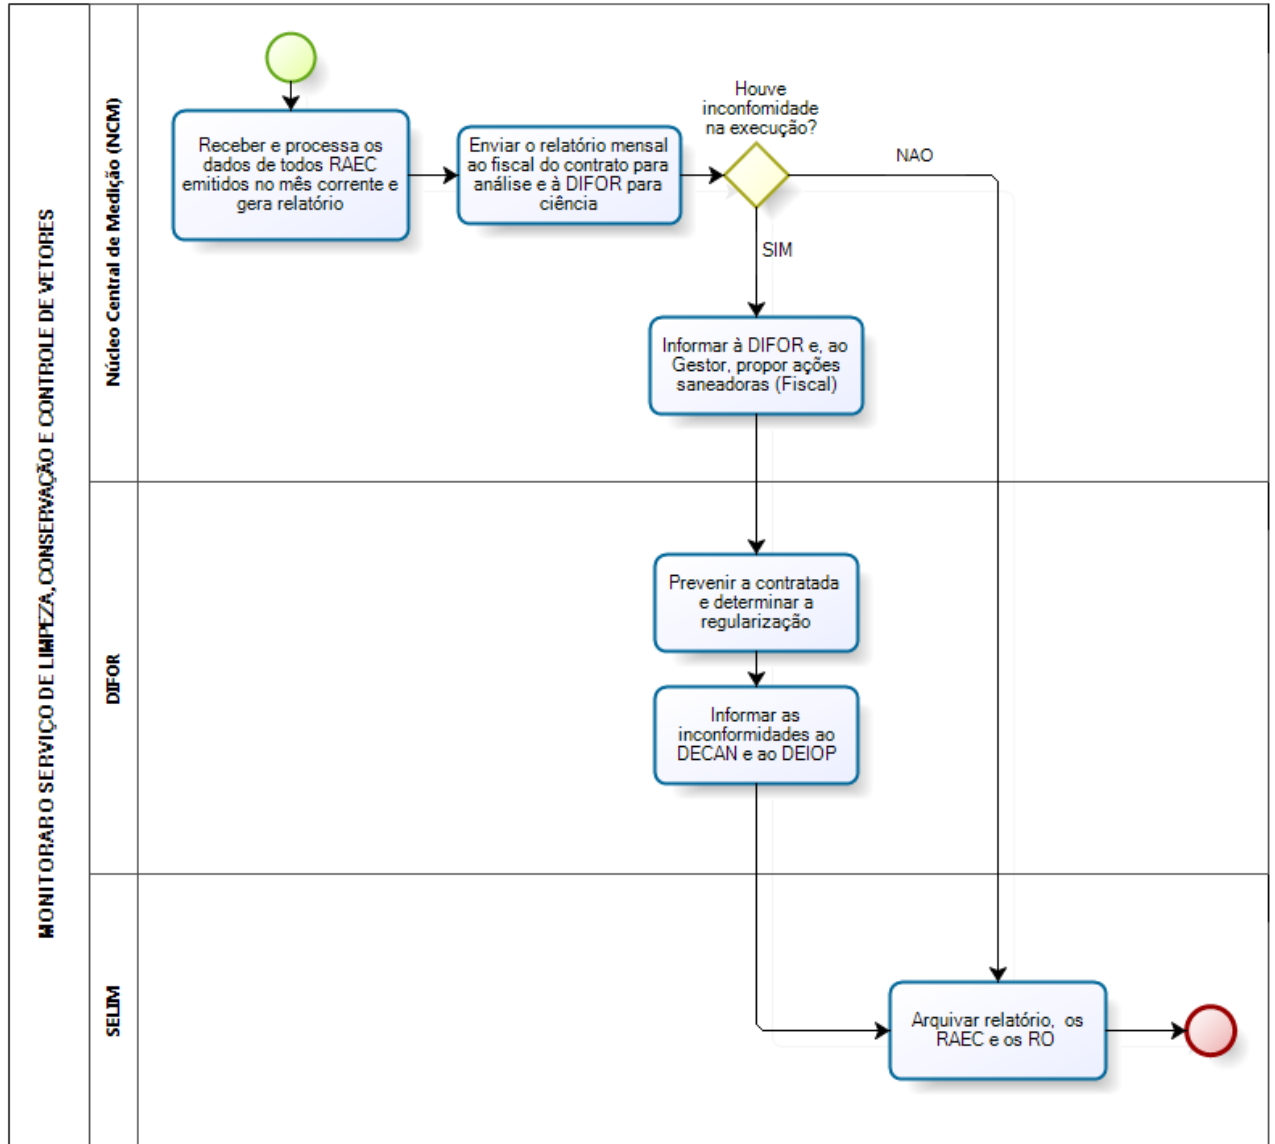 MONITORAR O SERVIÇO DE LIMPEZA, CONSERVAÇÃO E CONTROLE DE VETORES
Núcleo Central de Medição (NCM)
Receber e processa os
dados de todos RAEC
emitidos no mês corrente e
gera relatório
Enviar o relatório mensal
ao fiscal do contrato para
análise e à DIFOR para
ciência
Houve
inconfomidade
na execução?
NAO
SIM
Informar à DIFOR e, ao
Gestor, propor ações
saneadoras (Fiscal)
DIFOR
Prevenir a contratada
e determinar a
regularização
Informar as
inconformidades ao
DECAN e ao DEIOP
SELIM
Arquivar relatório, os
RAEC e os RO